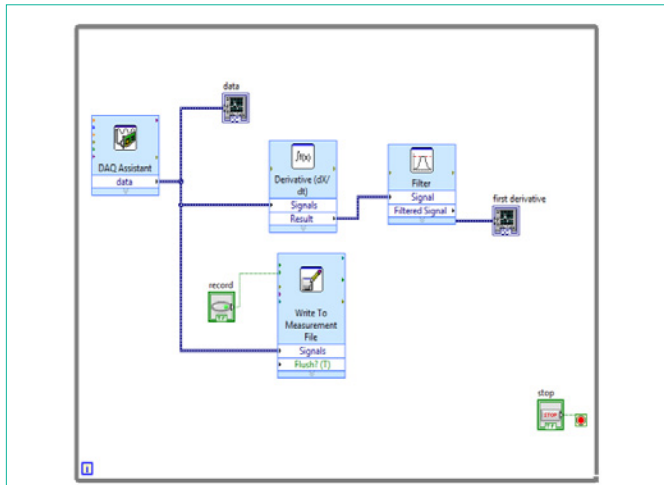 data
DAQ Assistant
data
Derivative (dX/
dt)
Signals
Result
Filter
Signal
Filtered Signal
first derivative
record
Write To
Measurement
File
Signals
Flush? (T)
stop
STOP
i